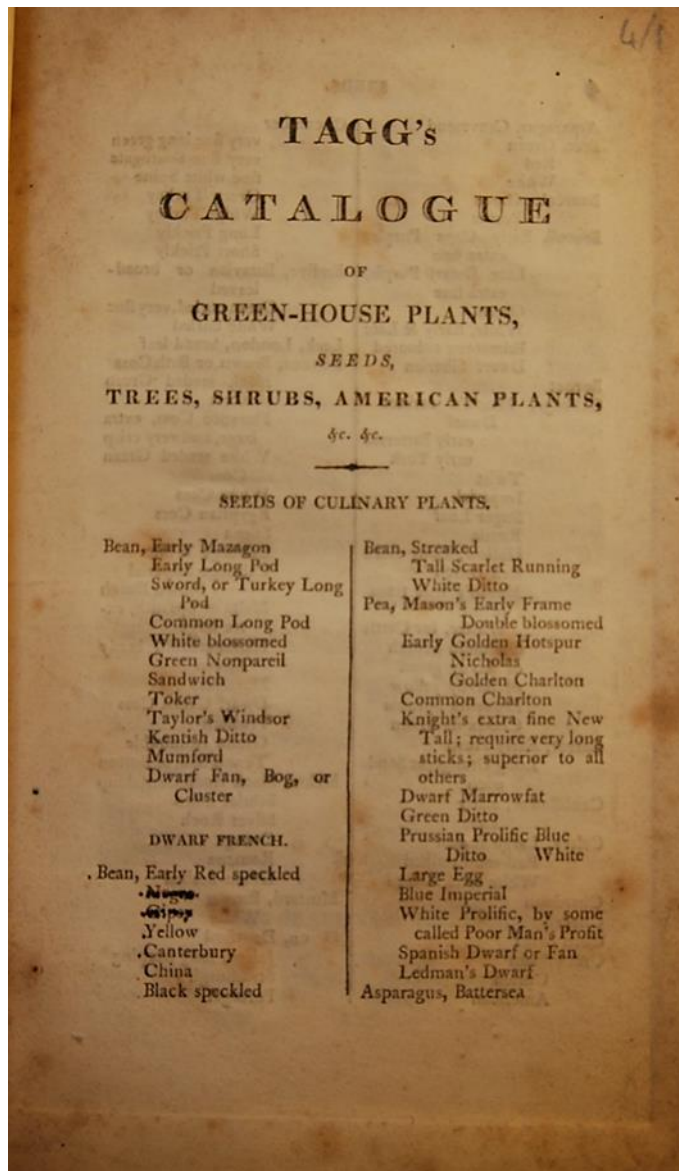 4/1
TAGG's
CATALOGUE
OF
GREEN-HOUSE PLANTS,
SEEDS,
TREES, SHRUBS, AMERICAN PLANTS,
&c. &c.
SEEDS OF CULINARY PLANTS.
Bean, Early Mazagon
Early Long Pod
Sword, or Turkey Long
Pod
Common Long Pod
White blossomed
Green Nonpareil
Sandwich
Toker
Taylor's Windsor
Kentish Ditto
Mumford
Dwarf Fan, Bog, or
Cluster
DWARF FRENCH.
Bean, Early Red speckled
Yellow
Canterbury
China
Black speckled
Bean, Streaked
Tall Scarlet Running
White Ditto
Pea, Mason's Early Frame
Double blossomed
Early Golden Hotspur
Nicholas
Golden Charlton
Common Charlton
Knight's extra fine New
Tall; require very long
sticks; superior to all
others
Dwarf Marrowfat
Green Ditto
Prussian Prolific Blue
Ditto White
Large Egg
Blue Imperial
White Prolific, by some
called Poor Man's Profit
Spanish Dwarf or Fan
Ledman's Dwarf
Asparagus, Battersea